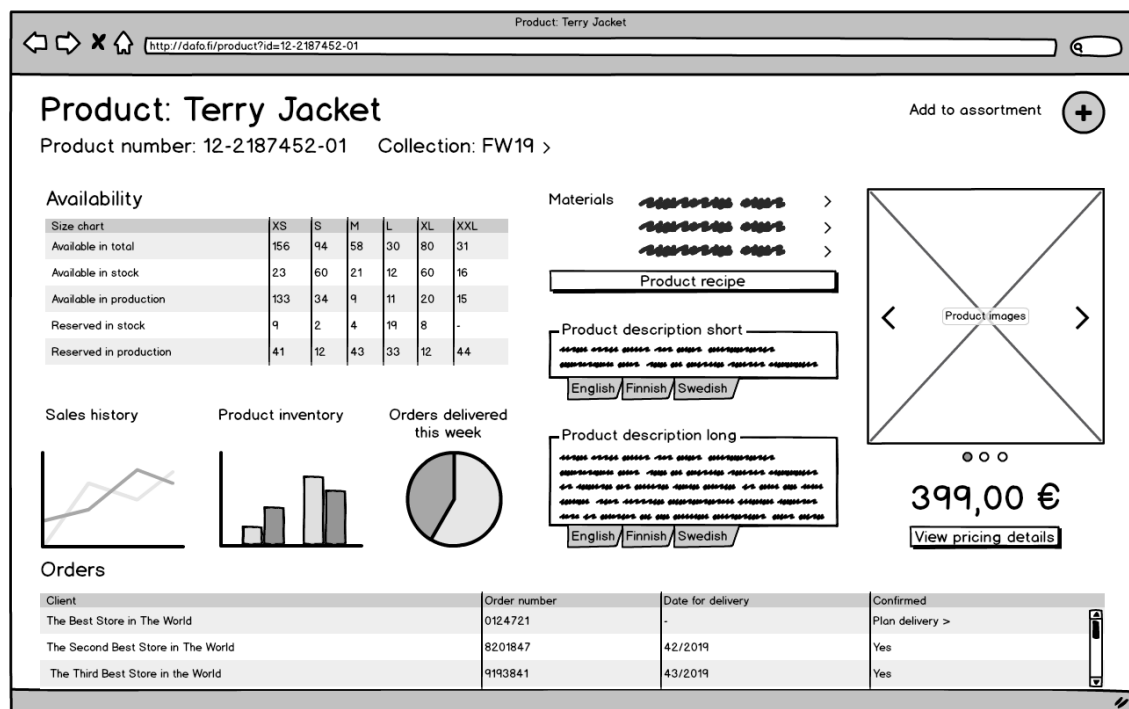 Product: Terry Jacket
http://dafo.fi/product?id=12-2187452-01
Product: Terry Jacket
Add to assortment
Product number: 12-2187452-01 Collection: FW19 >
Availability
Size chart XS S M L XL XXL
Available in total 156 94 58 30 80 31
Available in stock 23 60 21 12 60 16
Available in production 133 34 9 11 20 15
Reserved in stock 9 2 4 19 8 -
Reserved in production 41 12 43 33 12 44
Materials
Product recipe
Product description short
English Finnish Swedish
Product description long
English Finnish Swedish
Product images
399,00 €
View pricing details
Sales history
Product inventory
Orders delivered
this week
Orders
Client Order number Date for delivery Confirmed
The Best Store in The World 0124721 - Plan delivery >
The Second Best Store in The World 8201847 42/2019 Yes
The Third Best Store in the World 9193841 43/2019 Yes